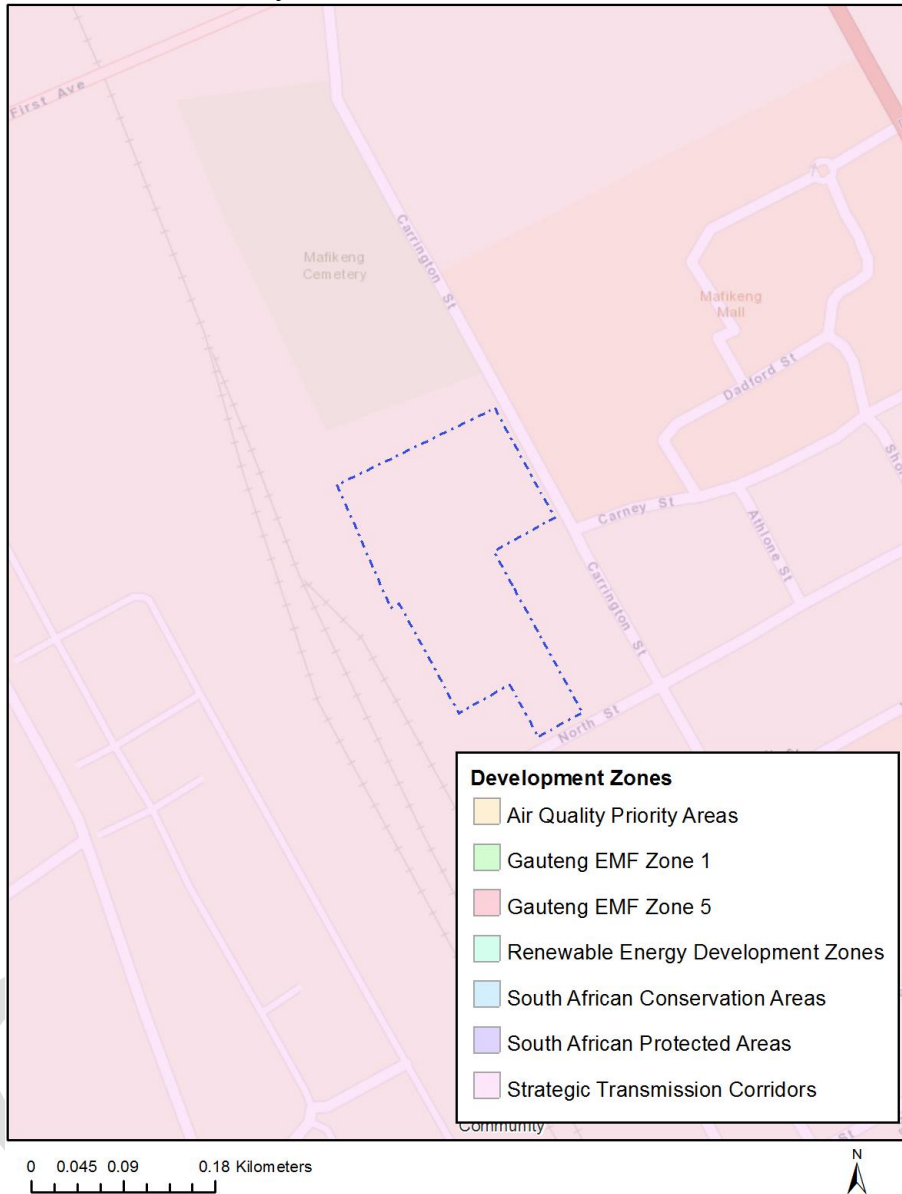 First Ave
Carrington St
Mafikeng
Cemetery
Mafikeng
Mall
Dadford St
Carney St
Athlone St
Carrington St
North St
Development Zones
Air Quality Priority Areas
Gauteng EMF Zone 1
Gauteng EMF Zone 5
Renewable Energy Development Zones
South African Conservation Areas
South African Protected Areas
Strategic Transmission Corridors
Community
St
0 0.045 0.09 0.18 Kilometers
N